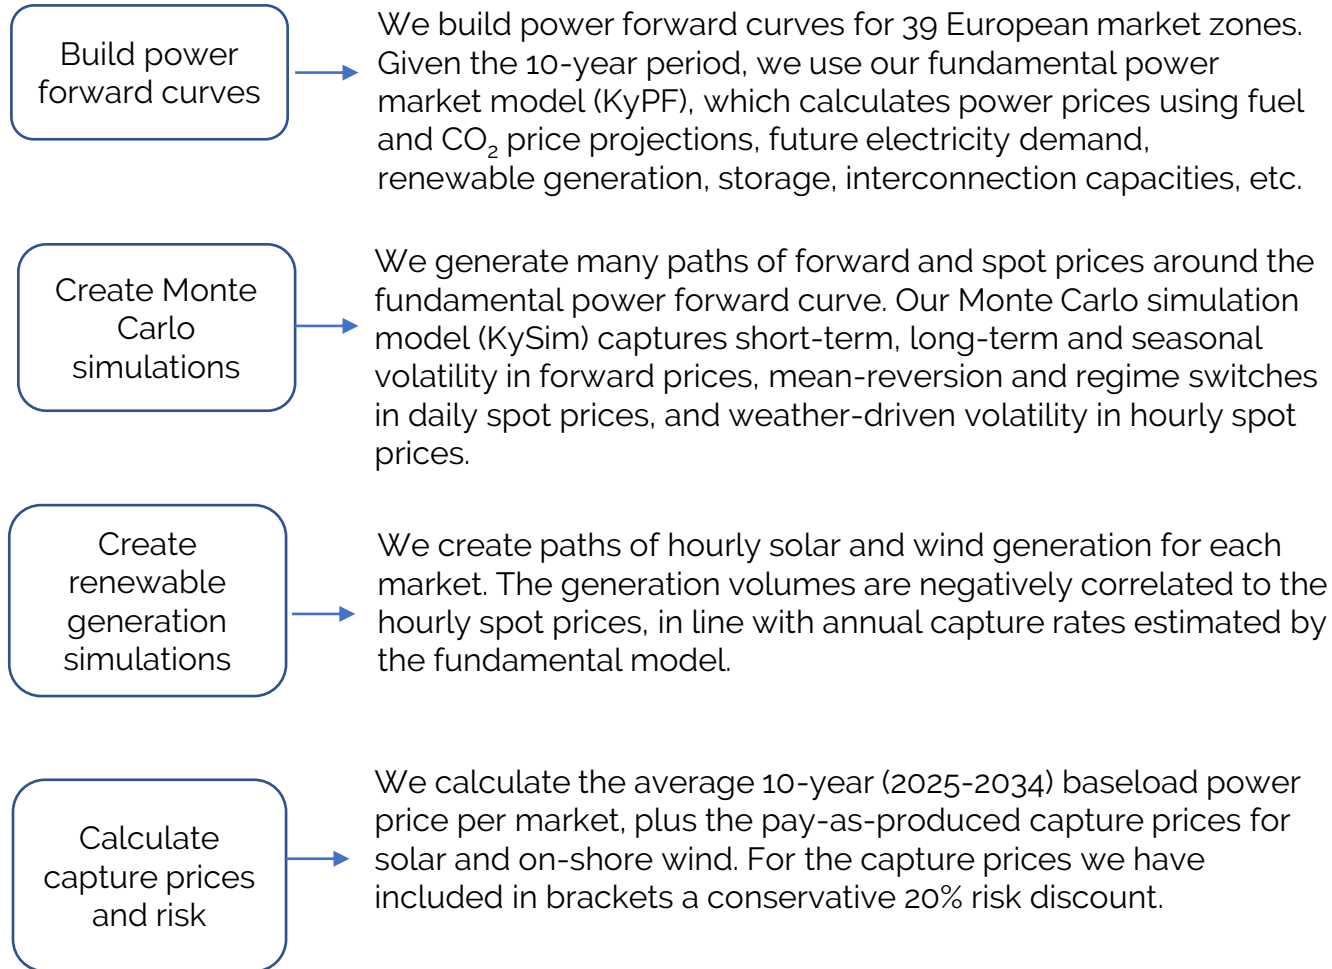 Build power
forward curves
We build power forward curves for 39 European market zones.
Given the 10-year period, we use our fundamental power
market model (KyPF), which calculates power prices using fuel
and CO₂ price projections, future electricity demand,
renewable generation, storage, interconnection capacities, etc.
Create Monte
Carlo
simulations
We generate many paths of forward and spot prices around the
fundamental power forward curve. Our Monte Carlo simulation
model (KySim) captures short-term, long-term and seasonal
volatility in forward prices, mean-reversion and regime switches
in daily spot prices, and weather-driven volatility in hourly spot
prices.
Create
renewable
generation
simulations
We create paths of hourly solar and wind generation for each
market. The generation volumes are negatively correlated to the
hourly spot prices, in line with annual capture rates estimated by
the fundamental model.
Calculate
capture prices
and risk
We calculate the average 10-year (2025-2034) baseload power
price per market, plus the pay-as-produced capture prices for
solar and on-shore wind. For the capture prices we have
included in brackets a conservative 20% risk discount.